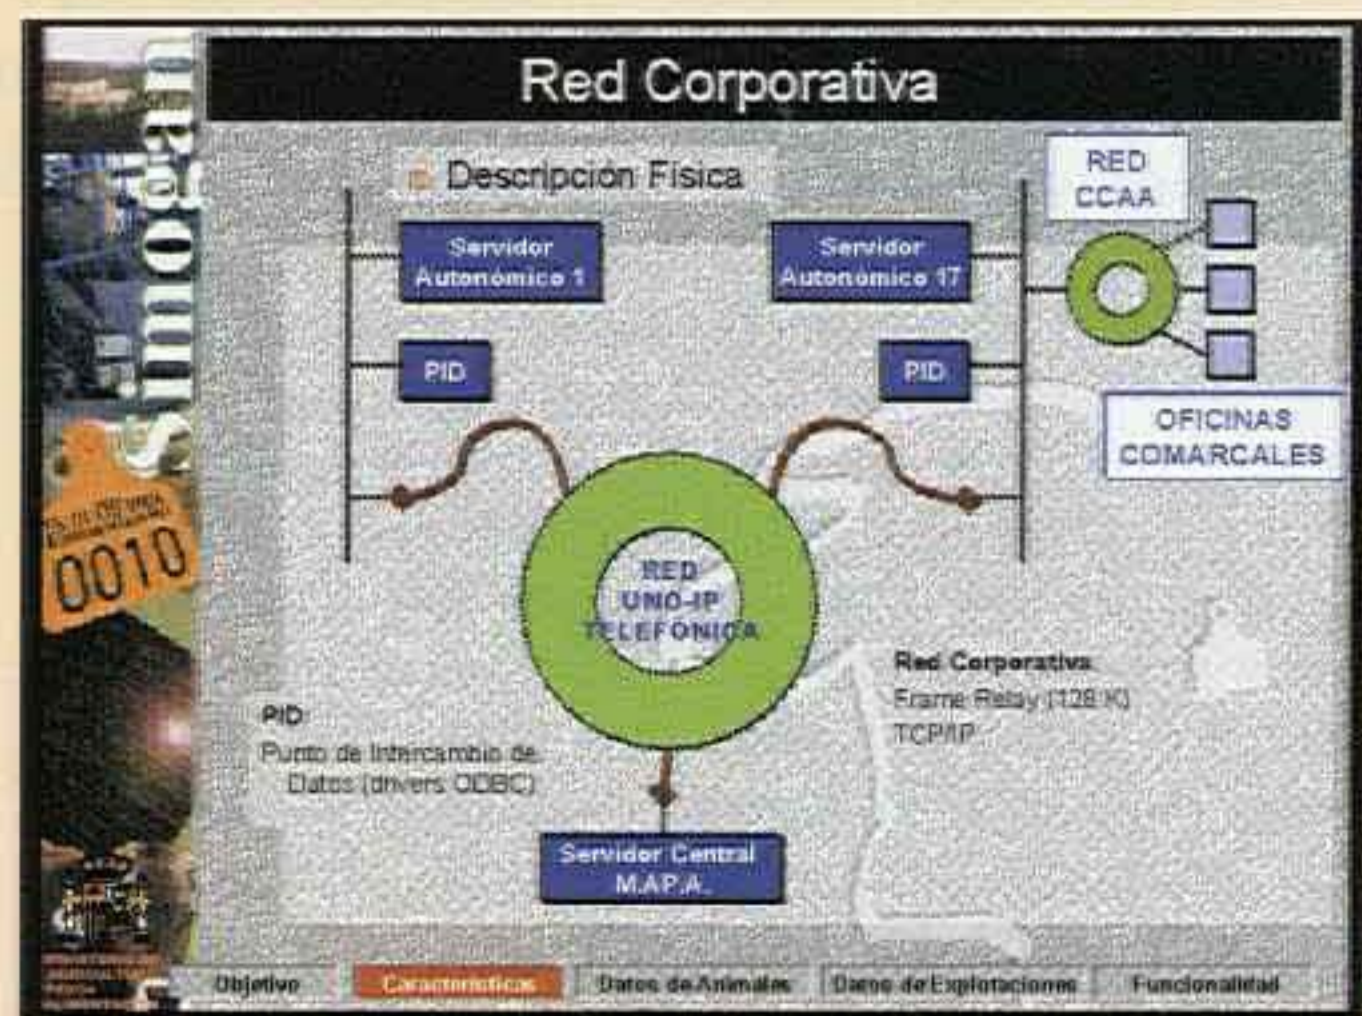 Red Corporativa
simogan
Descripción Física
Servidor
Autonómico 1
Servidor
Autonómico 17
RED
CCAA
PID
PID
OFICINAS
COMARCALES
0010
RED
UNO-IP
TELEFONICA
Red Corporativa
Frame Relay (128 K)
TCP/IP
PID
Punto de Intercambio de
Datos (drivers ODBC)
Servidor Central
M.A.P.A.
Objetivo
Características
Datos de Animales
Datos de Explotaciones
Funcionalidad